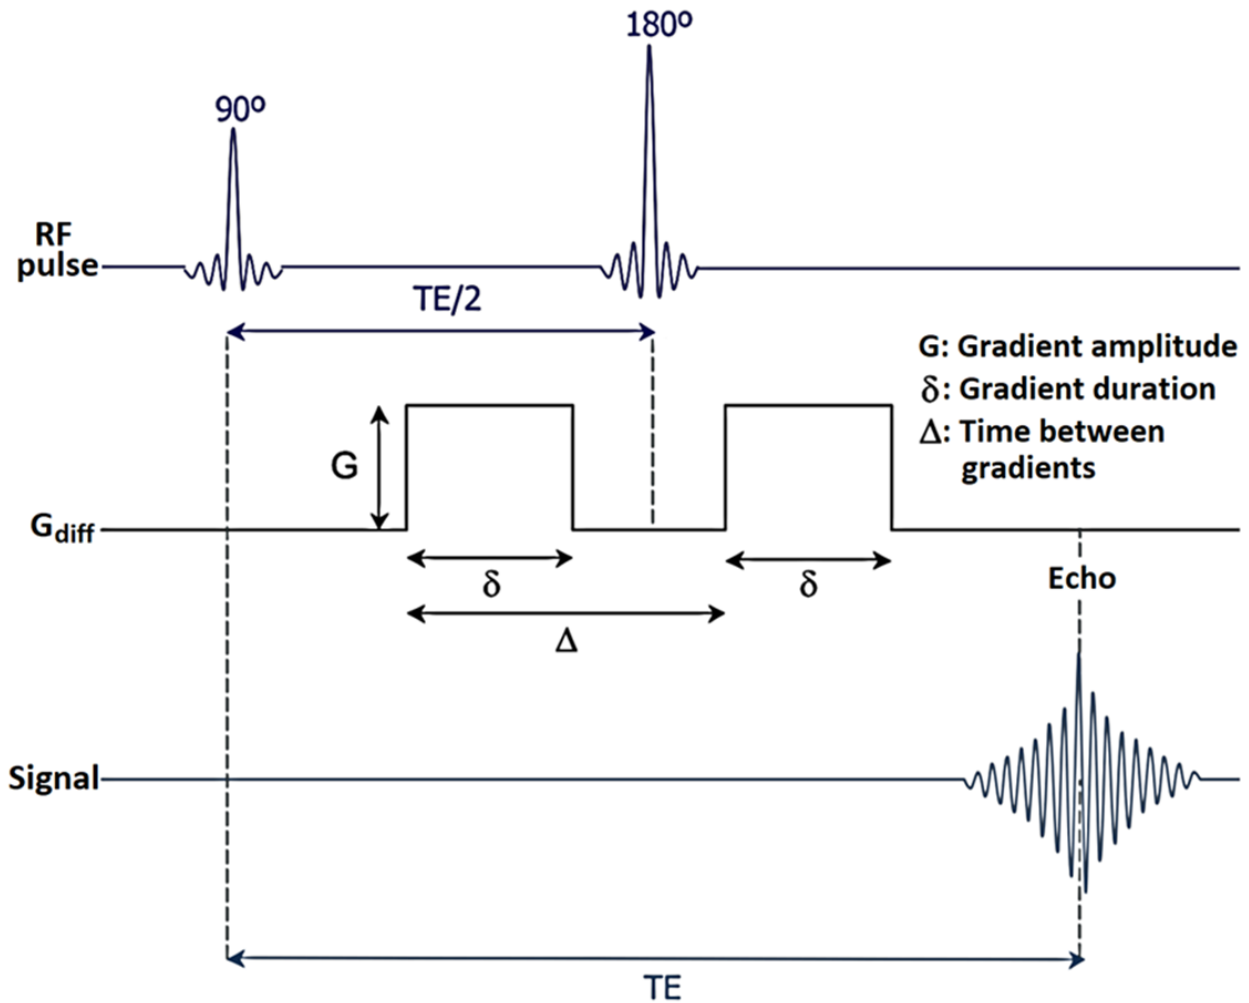 180º
90º
RF
pulse
TE/2
G: Gradient amplitude
δ: Gradient duration
Δ: Time between
gradients
G
Gdiff
δ
δ
Echo
Δ
Signal
TE